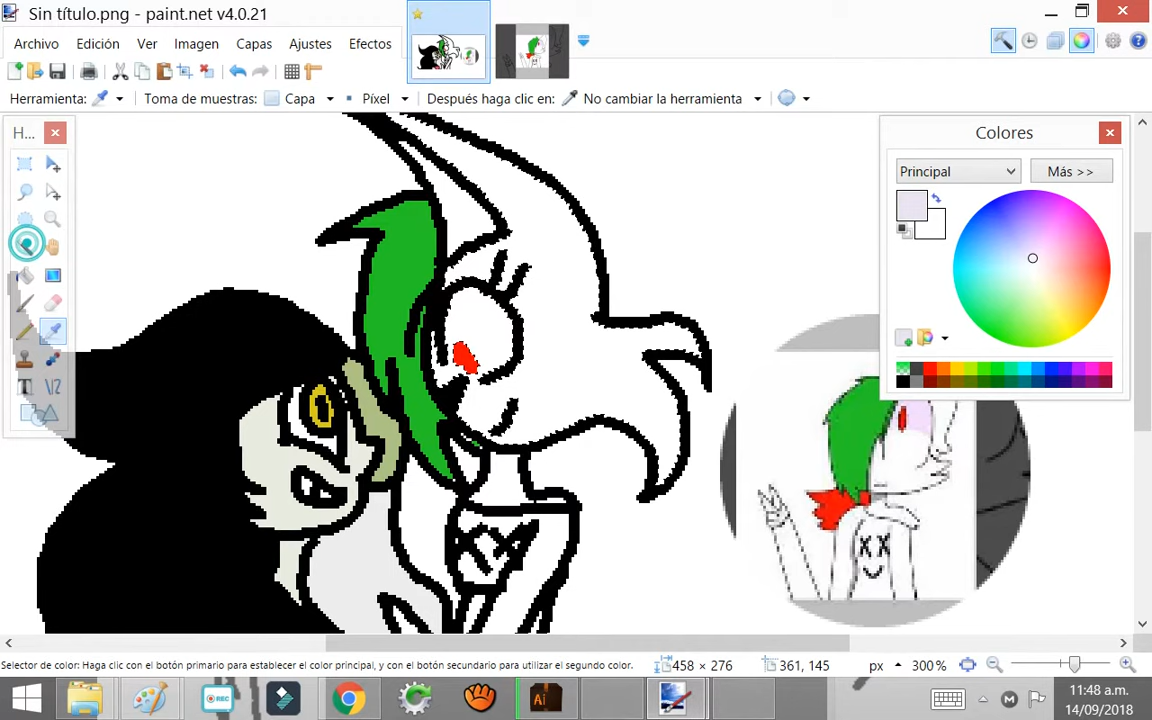 Sin título.png - paint.net v4.0.21
Archivo Edición Ver Imagen Capas Ajustes Efectos
Herramienta: Toma de muestras: Capa Píxel Después haga clic en: No cambiar la herramienta
H...
Colores
Principal Más >>
Selector de color: Haga clic con el botón primario para establecer el color principal, y con el botón secundario para utilizar el segundo color.
458 × 276
361, 145
px
300%
REC
Ai
M
11:48 a.m.
14/09/2018